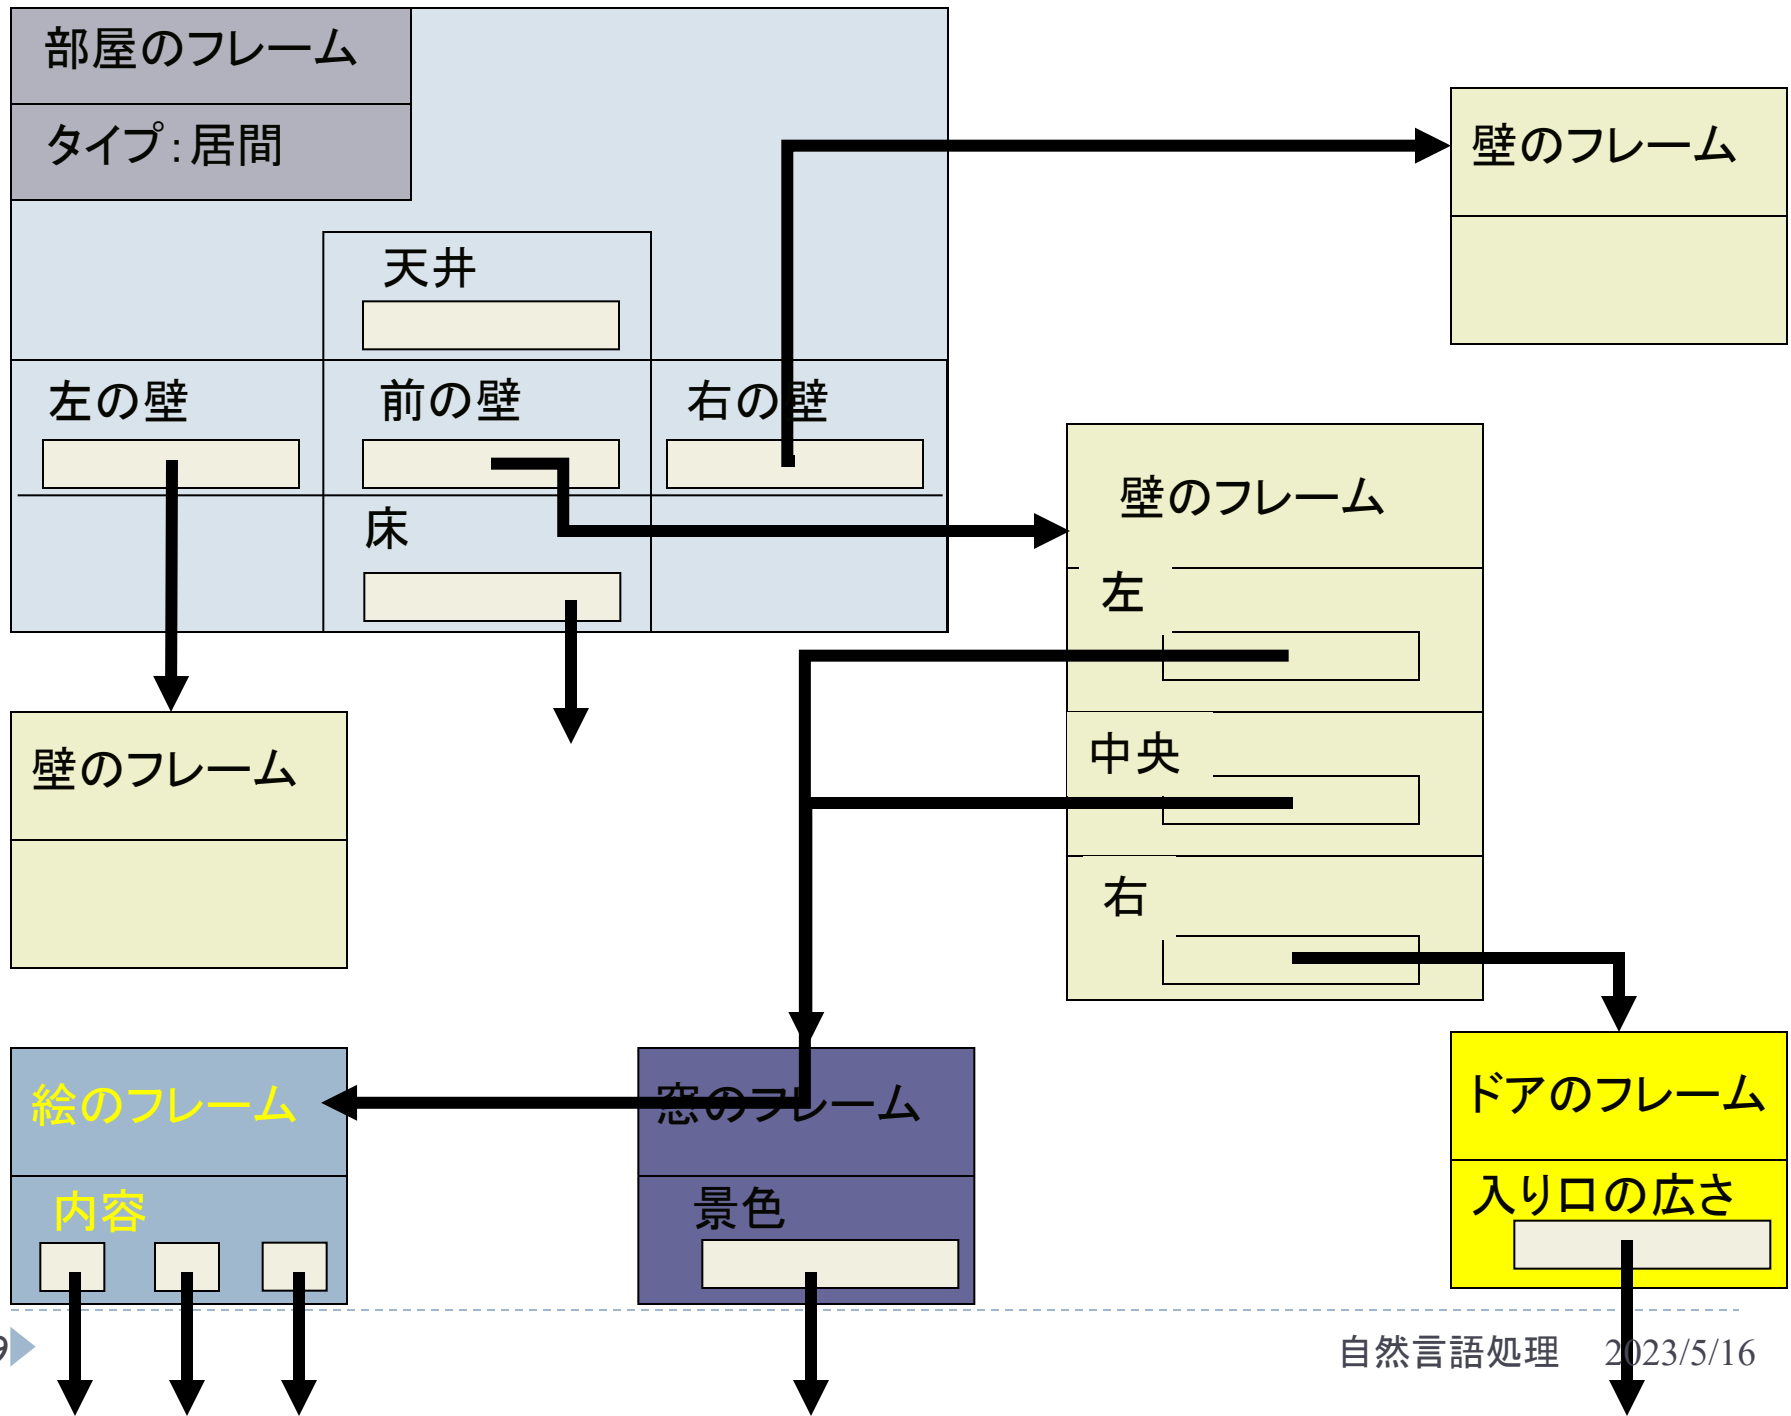 部屋のフレーム
タイプ：居間
天井
左の壁
前の壁
右の壁
床
壁のフレーム
壁のフレーム
左
中央
右
壁のフレーム
絵のフレーム
内容
窓のフレーム
景色
ドアのフレーム
入り口の広さ
9
自然言語処理 2023/5/16